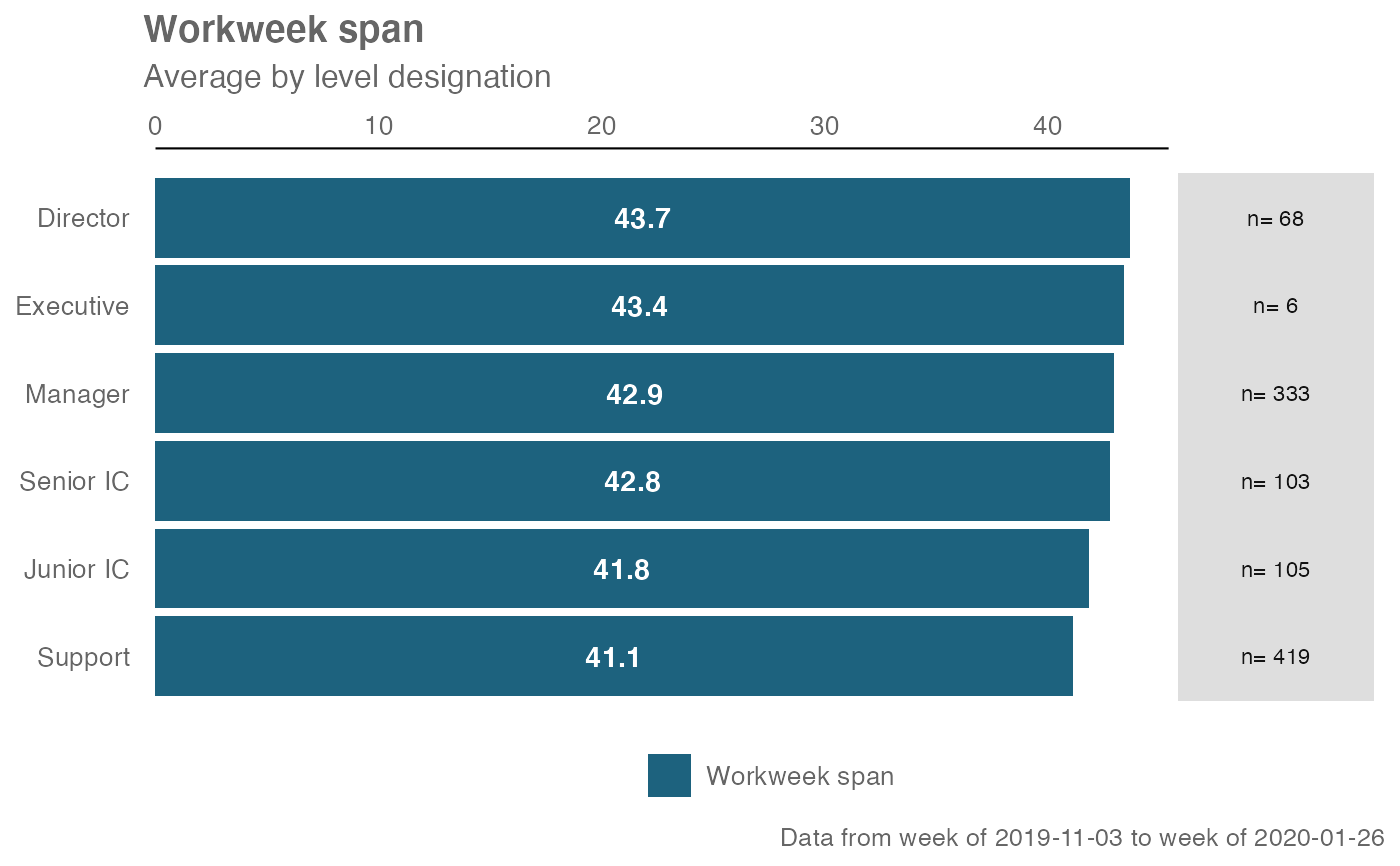 Workweek span
Average by level designation
0 10 20 30 40
Director 43.7 n= 68
Executive 43.4 n= 6
Manager 42.9 n= 333
Senior IC 42.8 n= 103
Junior IC 41.8 n= 105
Support 41.1 n= 419
Workweek span
Data from week of 2019-11-03 to week of 2020-01-26